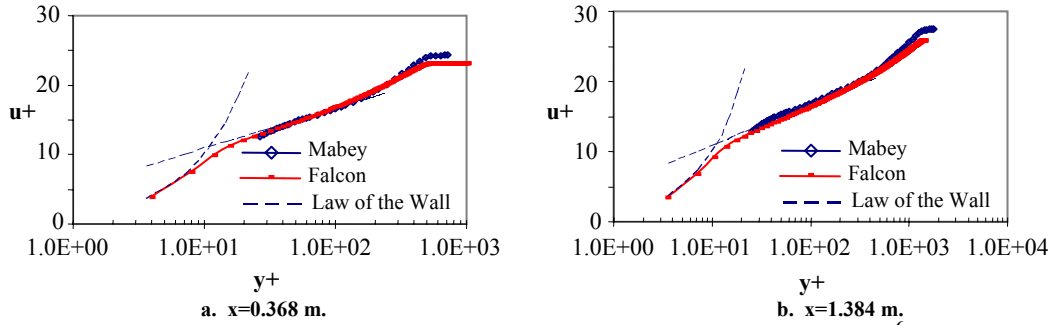 30
20
u+
10
0
Mabey
Falcon
Law of the Wall
1.0E+00 1.0E+01 1.0E+02 1.0E+03
y+
a. x=0.368 m.
30
20
u+
10
0
Mabey
Falcon
Law of the Wall
1.0E+00 1.0E+01 1.0E+02 1.0E+03 1.0E+04
y+
b. x=1.384 m.